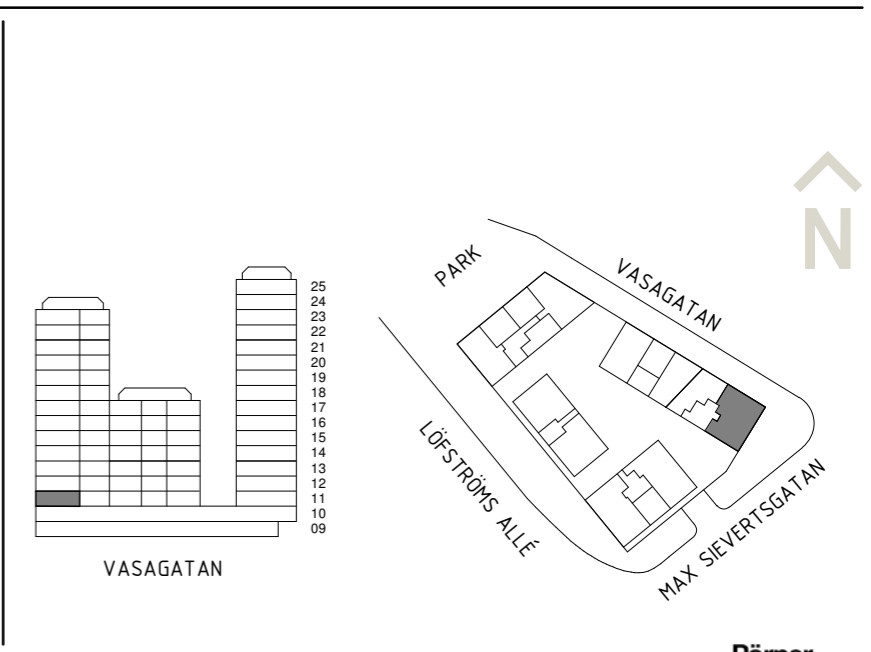 25
24
23
22
21
20
19
18
17
16
15
14
13
12
11
10
09
VASAGATAN
N
PARK
VASAGATAN
LÖFSTRÖMS ALLÉ
MAX SIEVERTSGATAN